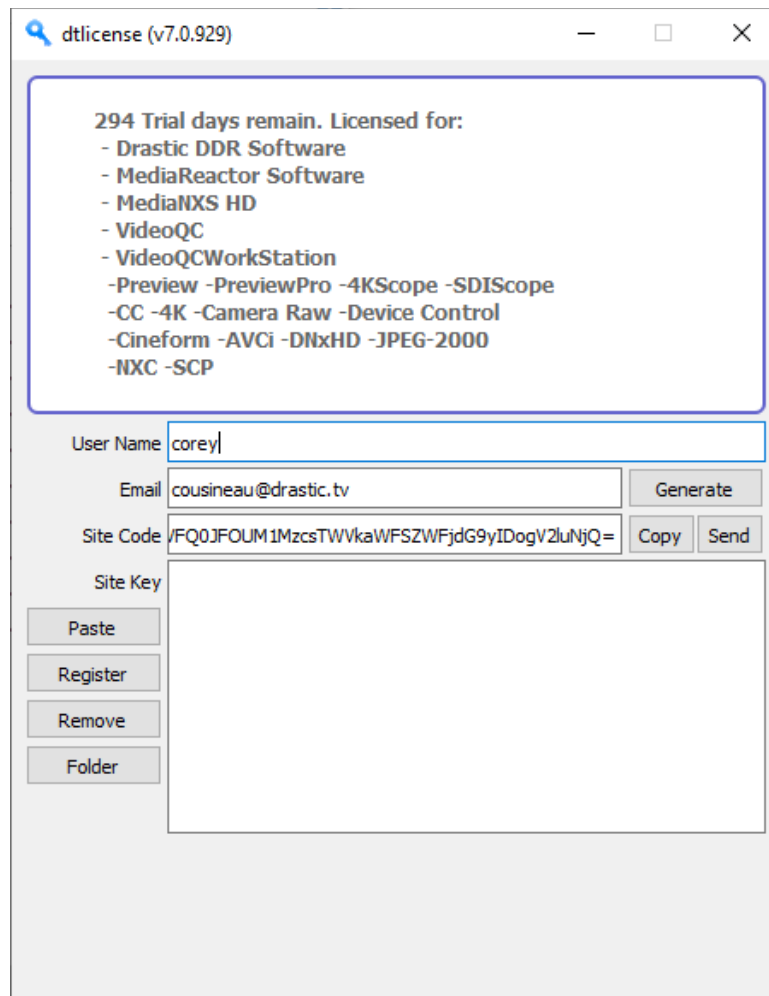 dtlicense (v7.0.929)
294 Trial days remain. Licensed for:
- Drastic DDR Software
- MediaReactor Software
- MediaNXS HD
- VideoQC
- VideoQCWorkStation
-Preview -PreviewPro -4KScope -SDIScope
-CC -4K -Camera Raw -Device Control
-Cineform -AVCi -DNxHD -JPEG-2000
-NXC -SCP
User Name corey
Email cousineau@drastic.tv Generate
Site Code /FQ0JFOUM1MzcsTWVkaWFSZWFjdG9yIDogV2luNjQ= Copy Send
Site Key
Paste
Register
Remove
Folder